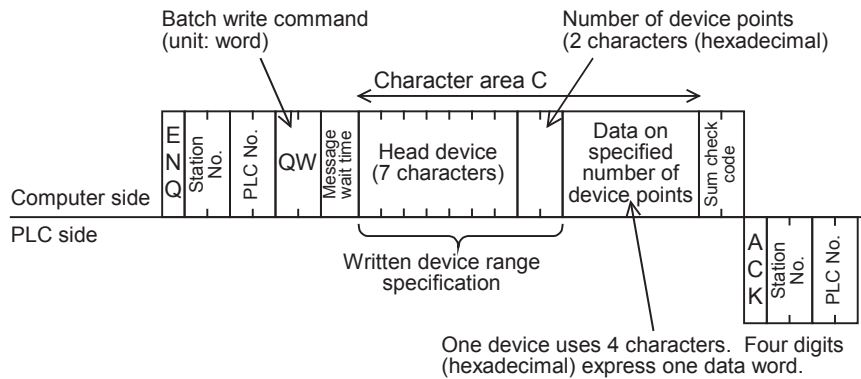 Batch write command
(unit: word)
Number of device points
(2 characters (hexadecimal)
Character area C
ENQ
Station No.
PLC No.
QW
Message wait time
Head device
(7 characters)
Data on
specified
number of
device points
Sum check code
Computer side
PLC side
Written device range
specification
ACK
Station No.
PLC No.
One device uses 4 characters. Four digits
(hexadecimal) express one data word.